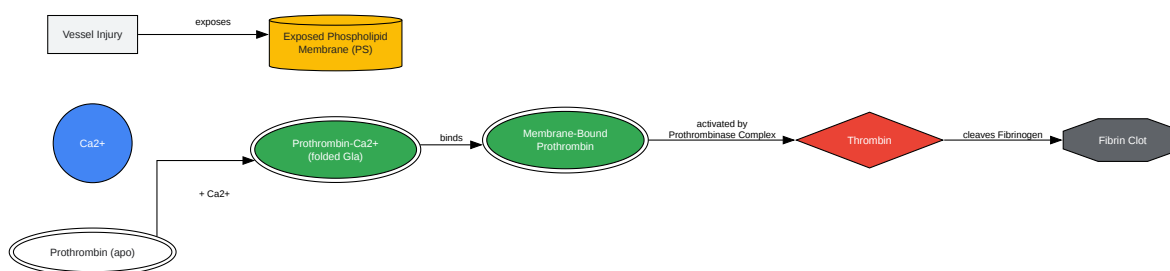 Vessel Injury
exposes
Exposed Phospholipid
Membrane (PS)
Ca2+
Prothrombin-Ca2+
(folded Gla)
binds
Membrane-Bound
Prothrombin
activated by
Prothrombinase Complex
Thrombin
cleaves Fibrinogen
Fibrin Clot
+ Ca2+
Prothrombin (apo)